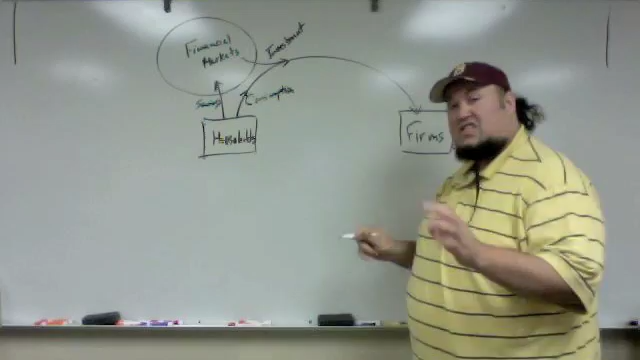 Financial
Markets
Investment
Savings
Consumption
Households
Firms